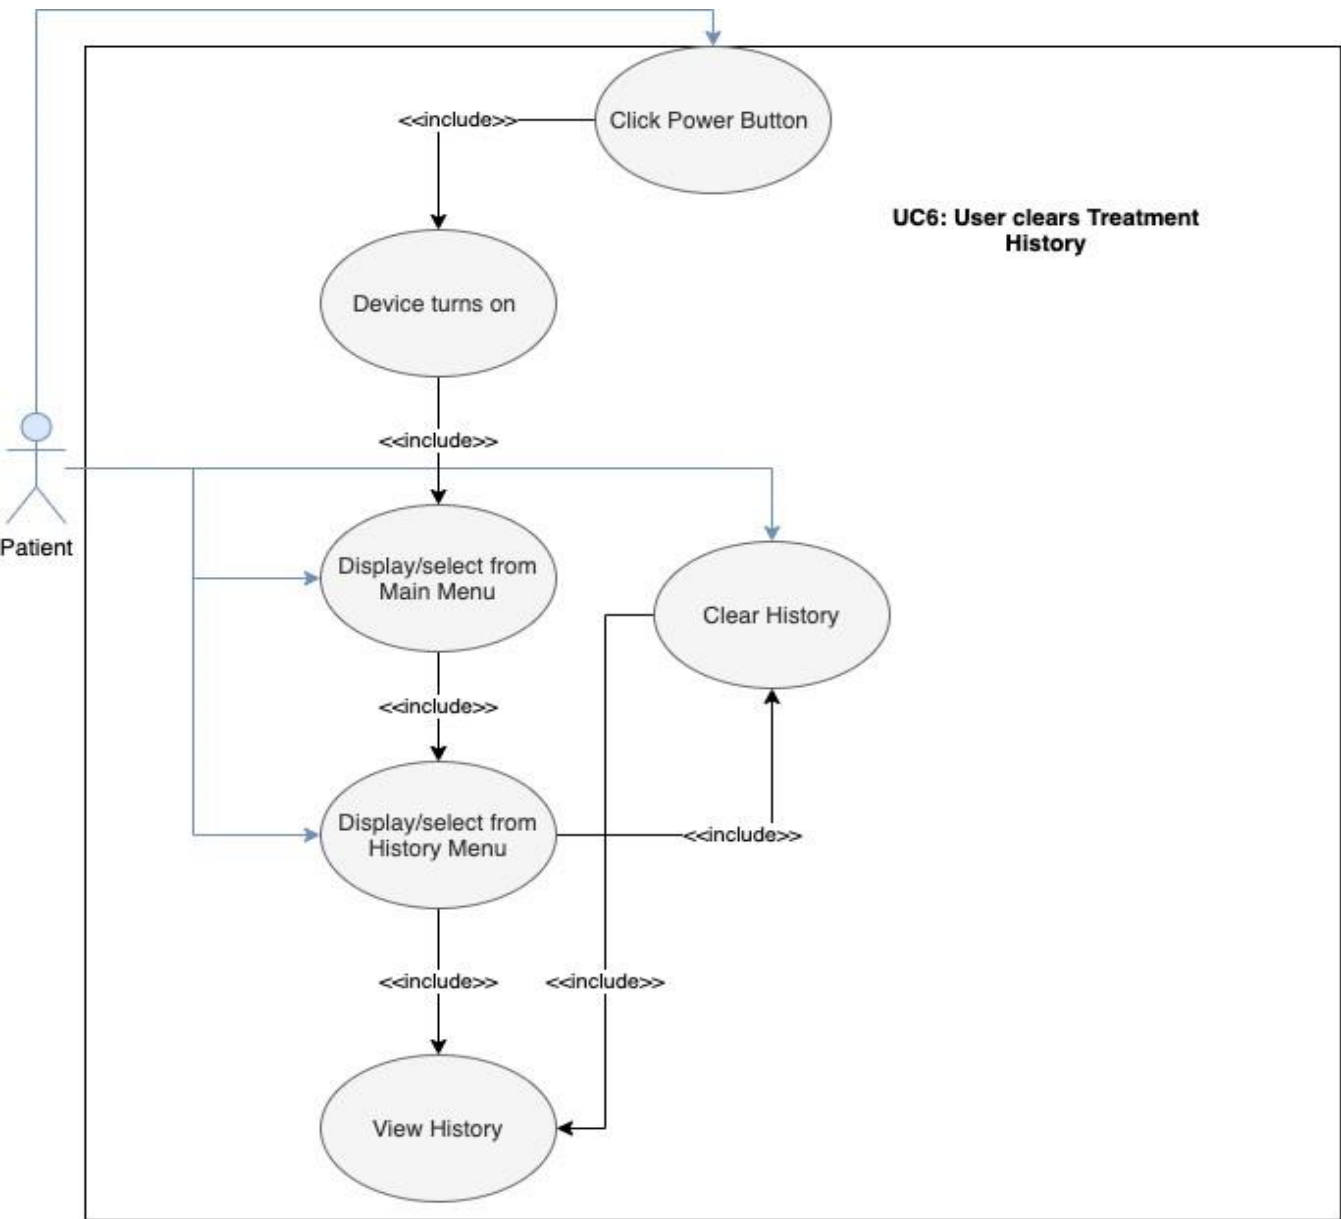 <<include>>
Click Power Button
UC6: User clears Treatment
History
Device turns on
<<include>>
Patient
Display/select from
Main Menu
Clear History
<<include>>
Display/select from
History Menu
<<include>>
<<include>>
<<include>>
View History